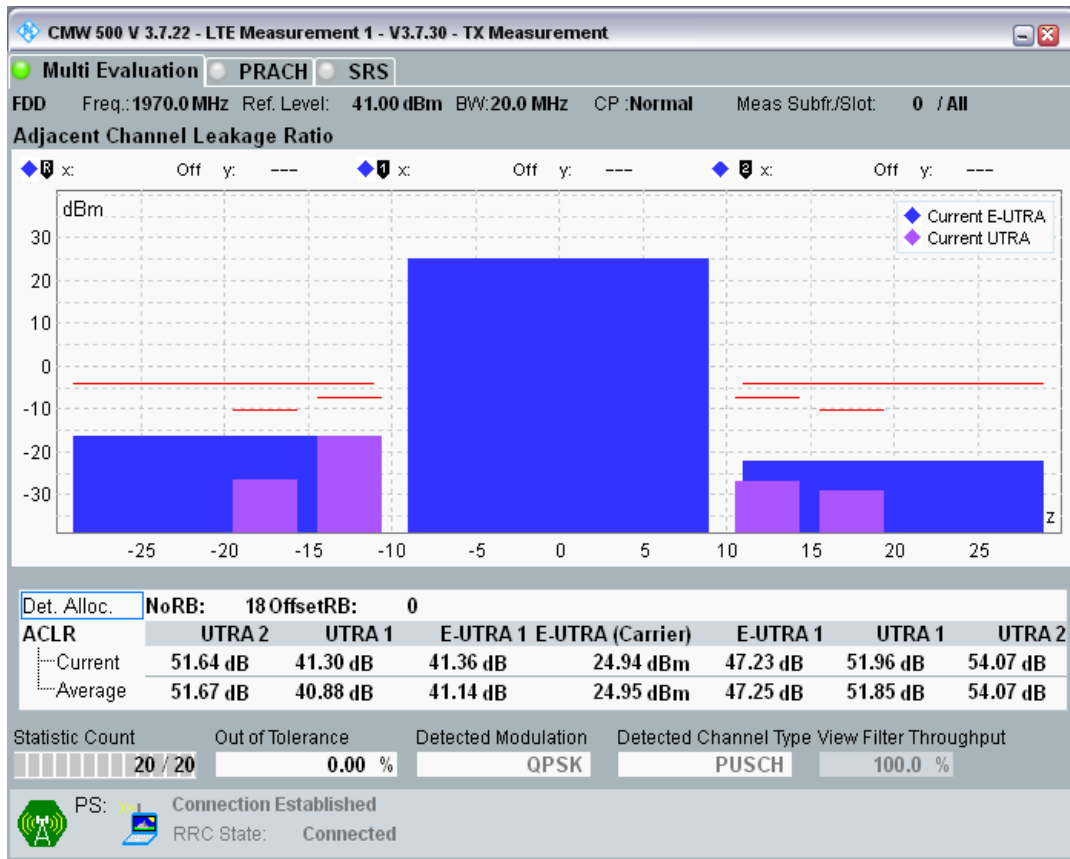 CMW 500 V 3.7.22 - LTE Measurement 1 - V3.7.30 - TX Measurement
Multi Evaluation PRACH SRS
FDD Freq.: 1970.0 MHz Ref. Level: 41.00 dBm BW: 20.0 MHz CP :Normal Meas Subfr./Slot: 0 / All
Adjacent Channel Leakage Ratio
R x: Off y: --- 1 x: Off y: --- 2 x: Off y: ---
dBm
Current E-UTRA
Current UTRA
30
20
10
0
-10
-20
-30
z
-25 -20 -15 -10 -5 0 5 10 15 20 25
Det. Alloc. NoRB: 18 OffsetRB: 0
ACLR UTRA 2 UTRA 1 E-UTRA 1 E-UTRA (Carrier) E-UTRA 1 UTRA 1 UTRA 2
Current 51.64 dB 41.30 dB 41.36 dB 24.94 dBm 47.23 dB 51.96 dB 54.07 dB
Average 51.67 dB 40.88 dB 41.14 dB 24.95 dBm 47.25 dB 51.85 dB 54.07 dB
Statistic Count Out of Tolerance Detected Modulation Detected Channel Type View Filter Throughput
20 / 20 0.00 % QPSK PUSCH 100.0 %
PS: Connection Established
RRC State: Connected